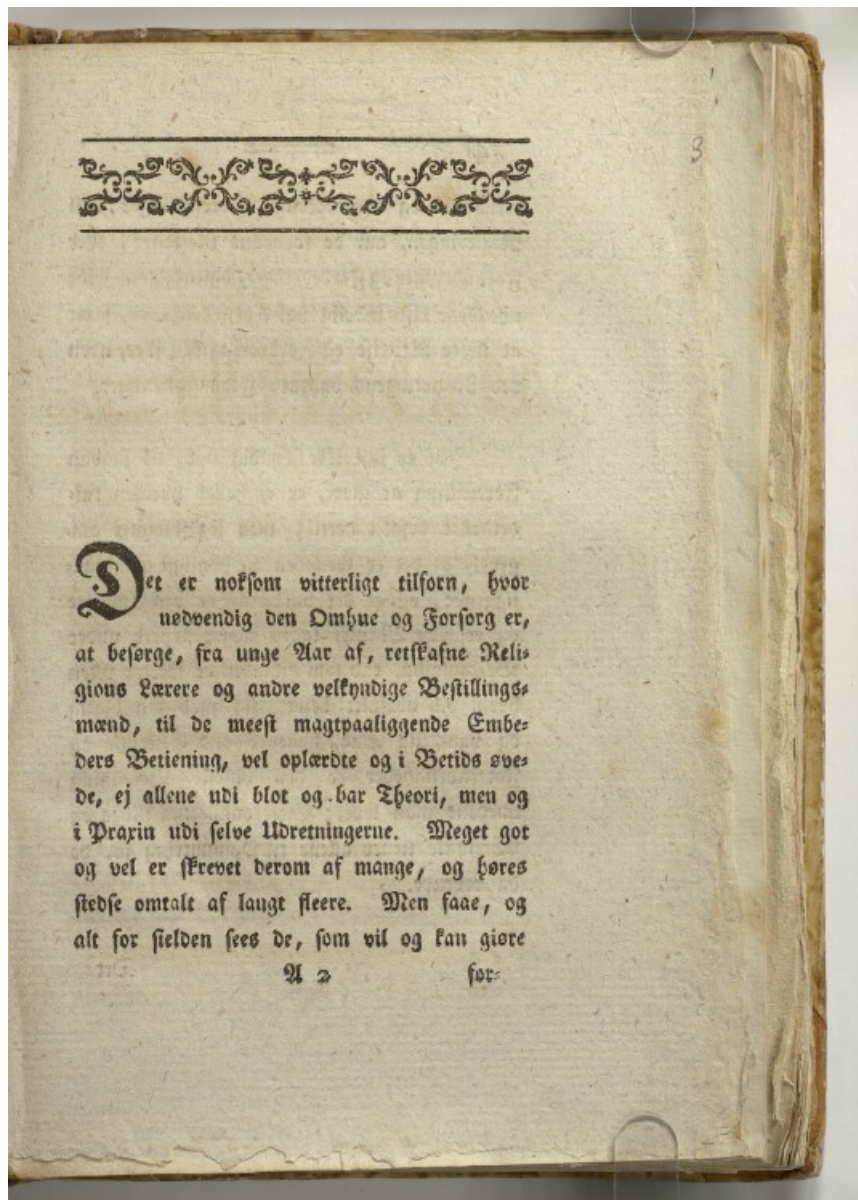 3
Det er noksom vitterligt tilforn, hvor
nødvendig den Omhue og Forsorg er,
at besørge, fra unge Aar af, retskafne Reli-
gions Lærere og andre velkyndige Bestillings-
mænd, til de meest magtpaaliggende Embe-
ders Betiening, vel oplærdte og i Betids øve-
de, ej allene udi blot og bar Theori, men og
i Praxin udi selve Udretningerne. Meget got
og vel er skrevet derom af mange, og høres
stedse omtalt af langt fleere. Men faae, og
alt for sielden sees de, som vil og kan giøre
A 2 for-